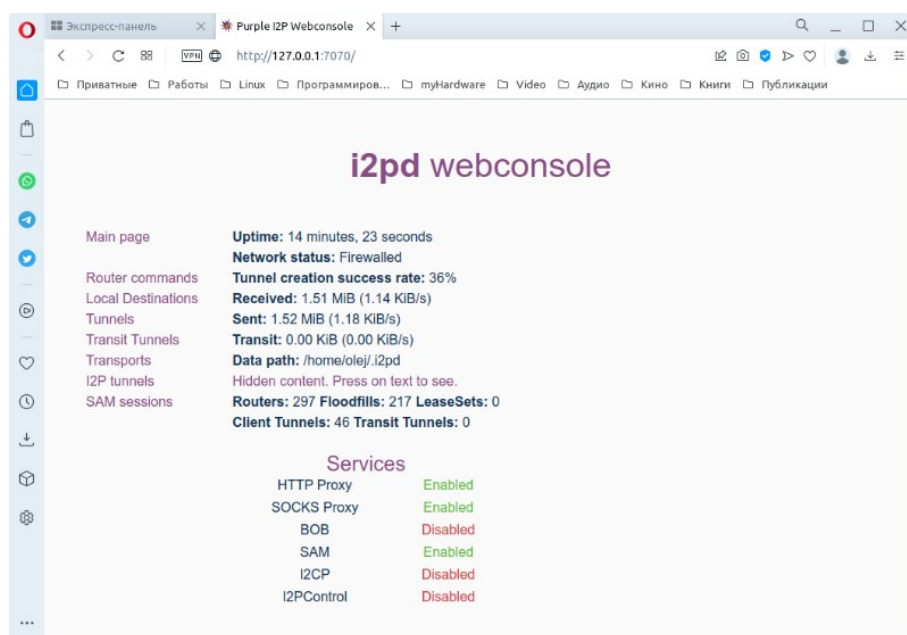 Экспресс-панель
Purple I2P Webconsole
VPN http://127.0.0.1:7070/
Приватные Работы Linux Программиров... myHardware Video Аудио Кино Книги Публикации
i2pd webconsole
Main page
Router commands
Local Destinations
Tunnels
Transit Tunnels
Transports
I2P tunnels
SAM sessions
Uptime: 14 minutes, 23 seconds
Network status: Firewalled
Tunnel creation success rate: 36%
Received: 1.51 MiB (1.14 KiB/s)
Sent: 1.52 MiB (1.18 KiB/s)
Transit: 0.00 KiB (0.00 KiB/s)
Data path: /home/olej/.i2pd
Hidden content. Press on text to see.
Routers: 297 Floodfills: 217 LeaseSets: 0
Client Tunnels: 46 Transit Tunnels: 0
Services
HTTP Proxy Enabled
SOCKS Proxy Enabled
BOB Disabled
SAM Enabled
I2CP Disabled
I2PControl Disabled